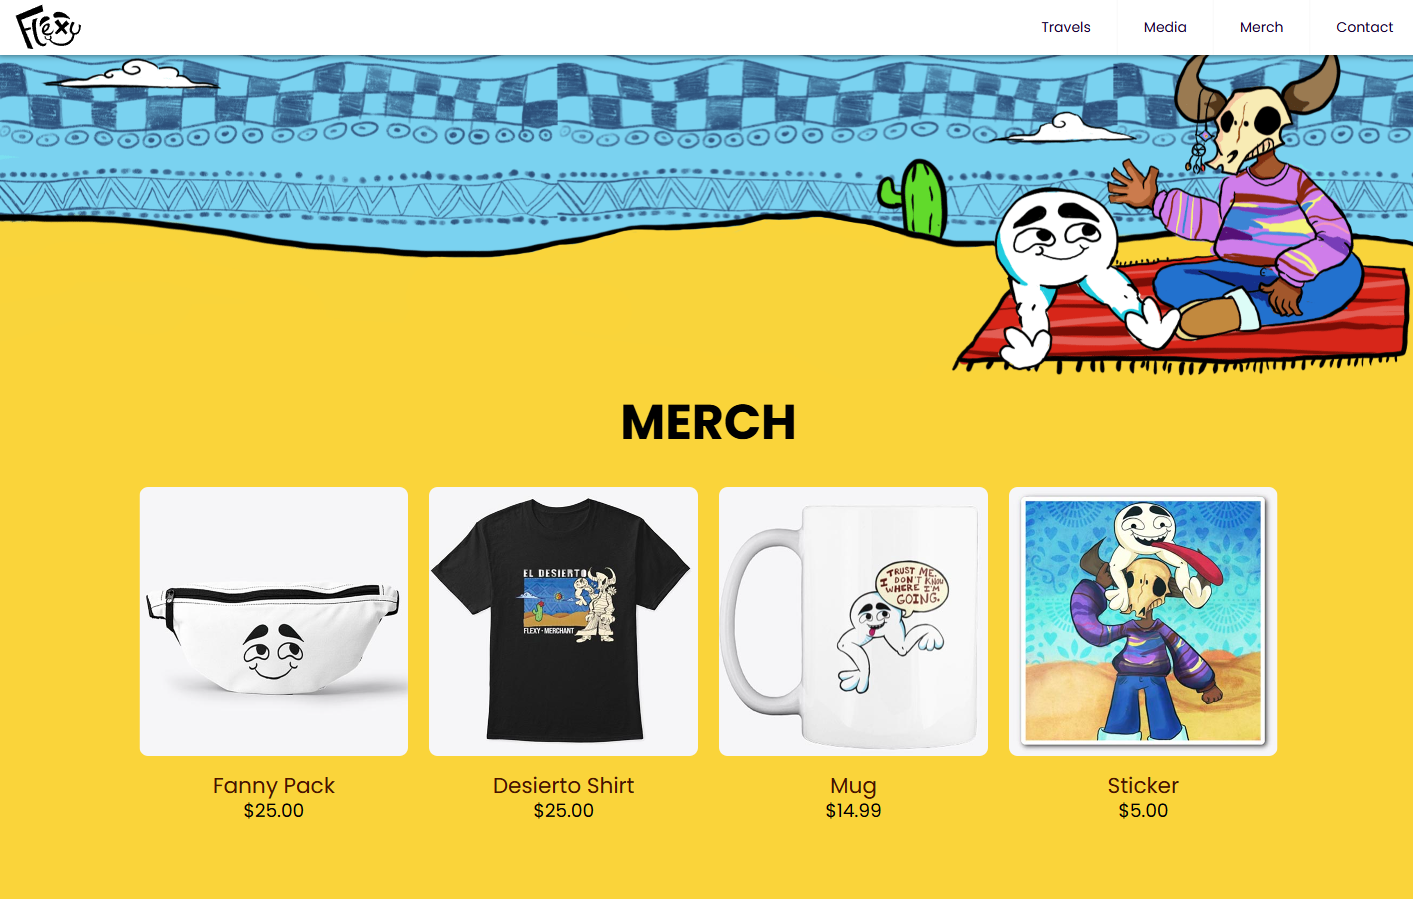 Flexy
Travels
Media
Merch
Contact
MERCH
EL DESIERTO
FLEXY · MERCHANT
TRUST ME,
I DON'T KNOW
WHERE I'M
GOING.
Fanny Pack
$25.00
Desierto Shirt
$25.00
Mug
$14.99
Sticker
$5.00